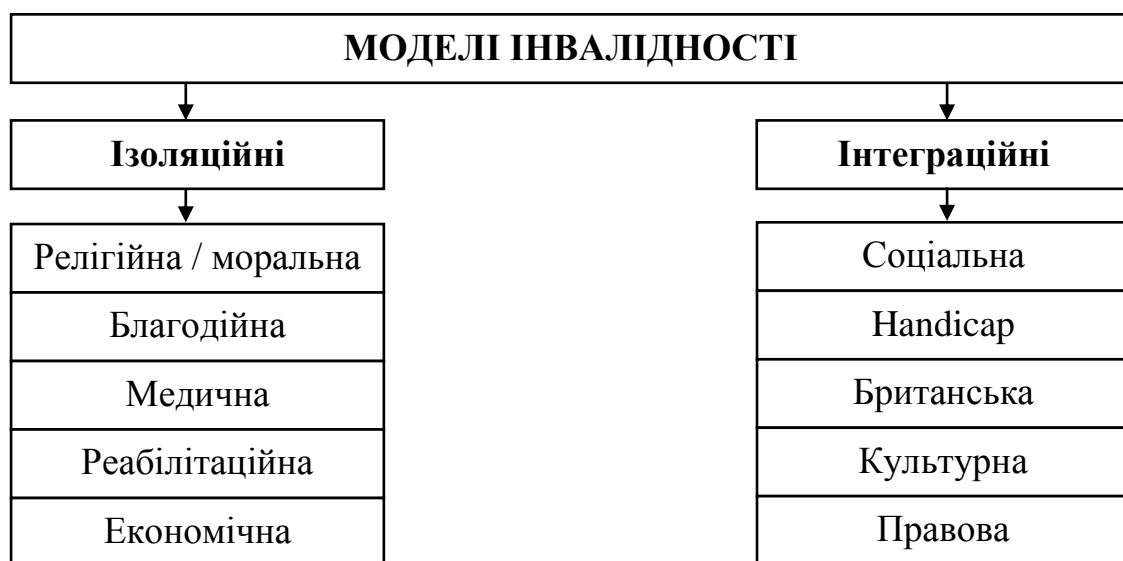 МОДЕЛІ ІНВАЛІДНОСТІ
Ізоляційні
Релігійна / моральна
Благодійна
Медична
Реабілітаційна
Економічна
Інтеграційні
Соціальна
Handicap
Британська
Культурна
Правова